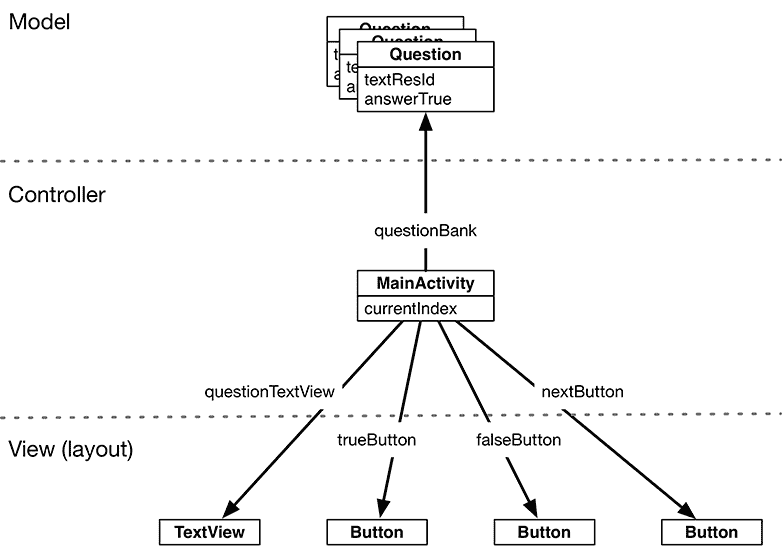 Model
Question
Question
Question
te
a
textResId
answerTrue
Controller
questionBank
MainActivity
currentIndex
questionTextView
nextButton
trueButton
falseButton
View (layout)
TextView
Button
Button
Button